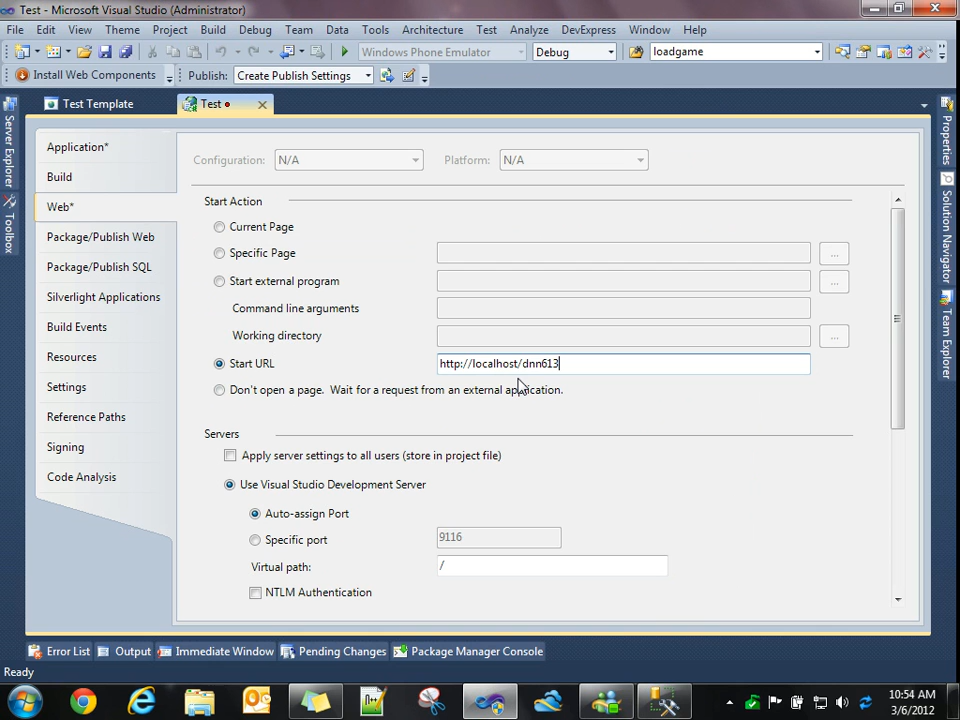 Test - Microsoft Visual Studio (Administrator)
File Edit View Theme Project Build Debug Team Data Tools Architecture Test Analyze DevExpress Window Help
Windows Phone Emulator Debug loadgame
Install Web Components Publish: Create Publish Settings
Test Template Test
Server Explorer
Toolbox
Properties
Solution Navigator
Team Explorer
Application*
Build
Web*
Package/Publish Web
Package/Publish SQL
Silverlight Applications
Build Events
Resources
Settings
Reference Paths
Signing
Code Analysis
Configuration: N/A Platform: N/A
Start Action
Current Page
Specific Page ...
Start external program ...
Command line arguments
Working directory ...
Start URL http://localhost/dnn613
Don't open a page. Wait for a request from an external application.
Servers
Apply server settings to all users (store in project file)
Use Visual Studio Development Server
Auto-assign Port
Specific port 9116
Virtual path: /
NTLM Authentication
Error List Output Immediate Window Pending Changes Package Manager Console
Ready
10:54 AM
3/6/2012